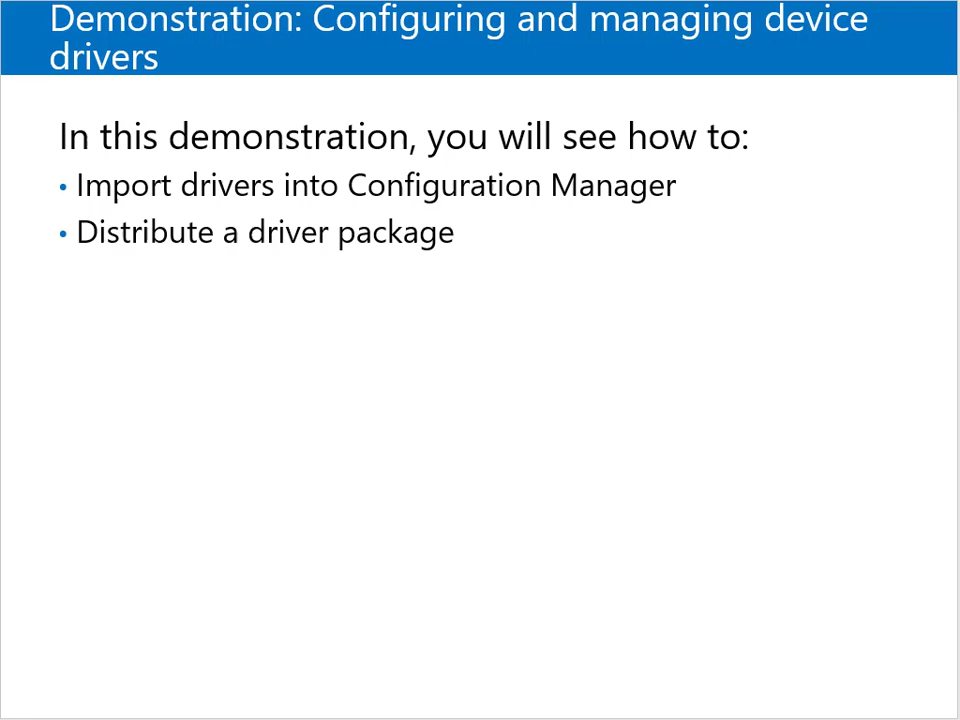 Demonstration: Configuring and managing device
drivers
In this demonstration, you will see how to:
• Import drivers into Configuration Manager
• Distribute a driver package